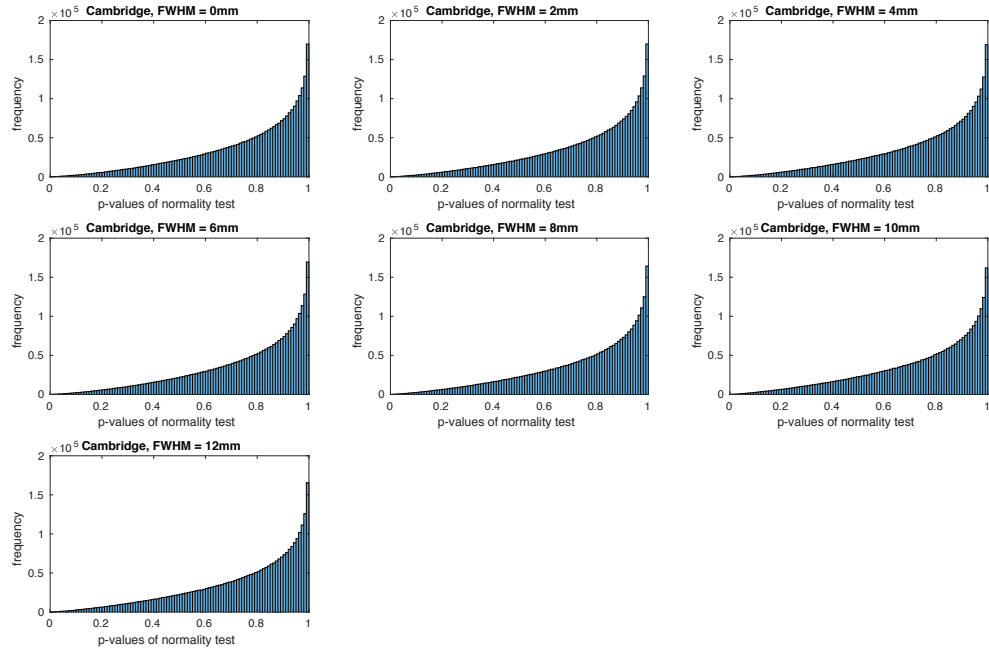 × 10^5 Cambridge, FWHM = 0mm
2
1.5
1
0.5
0
frequency
0 0.2 0.4 0.6 0.8 1
p-values of normality test
× 10^5 Cambridge, FWHM = 2mm
2
1.5
1
0.5
0
frequency
0 0.2 0.4 0.6 0.8 1
p-values of normality test
× 10^5 Cambridge, FWHM = 4mm
2
1.5
1
0.5
0
frequency
0 0.2 0.4 0.6 0.8 1
p-values of normality test
× 10^5 Cambridge, FWHM = 6mm
2
1.5
1
0.5
0
frequency
0 0.2 0.4 0.6 0.8 1
p-values of normality test
× 10^5 Cambridge, FWHM = 8mm
2
1.5
1
0.5
0
frequency
0 0.2 0.4 0.6 0.8 1
p-values of normality test
× 10^5 Cambridge, FWHM = 10mm
2
1.5
1
0.5
0
frequency
0 0.2 0.4 0.6 0.8 1
p-values of normality test
× 10^5 Cambridge, FWHM = 12mm
2
1.5
1
0.5
0
frequency
0 0.2 0.4 0.6 0.8 1
p-values of normality test